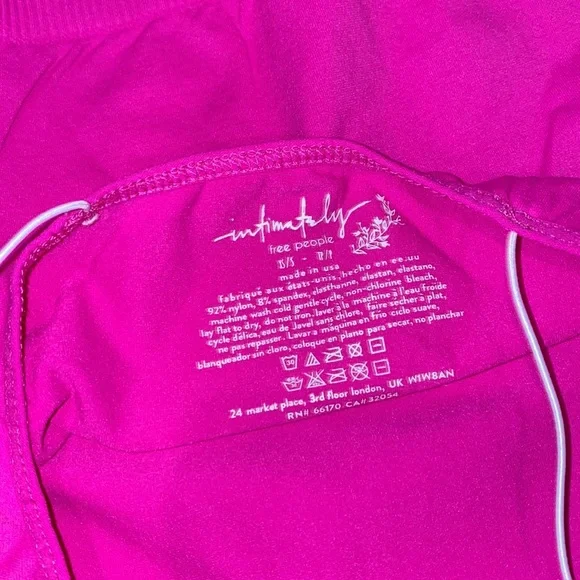 intimately
free people
XS/S - TP/P
made in usa
fabriqué aux états-unis, hecho en ee.uu
92% nylon, 8% spandex, elasthanne, elastan, elastano,
machine wash cold gentle cycle, non-chlorine bleach,
lay flat to dry, do not iron. laver à la machine à l'eau froide
cycle délica, eau de Javel sans chlore, faire sécher à plat,
ne pas repasser. Lavar a máquina en frio ciclo suave,
blanqueador sin cloro, coloque en plano para secar, no planchar
24 market place, 3rd floor london, UK W1W8AN
RN# 66170 CA# 32054